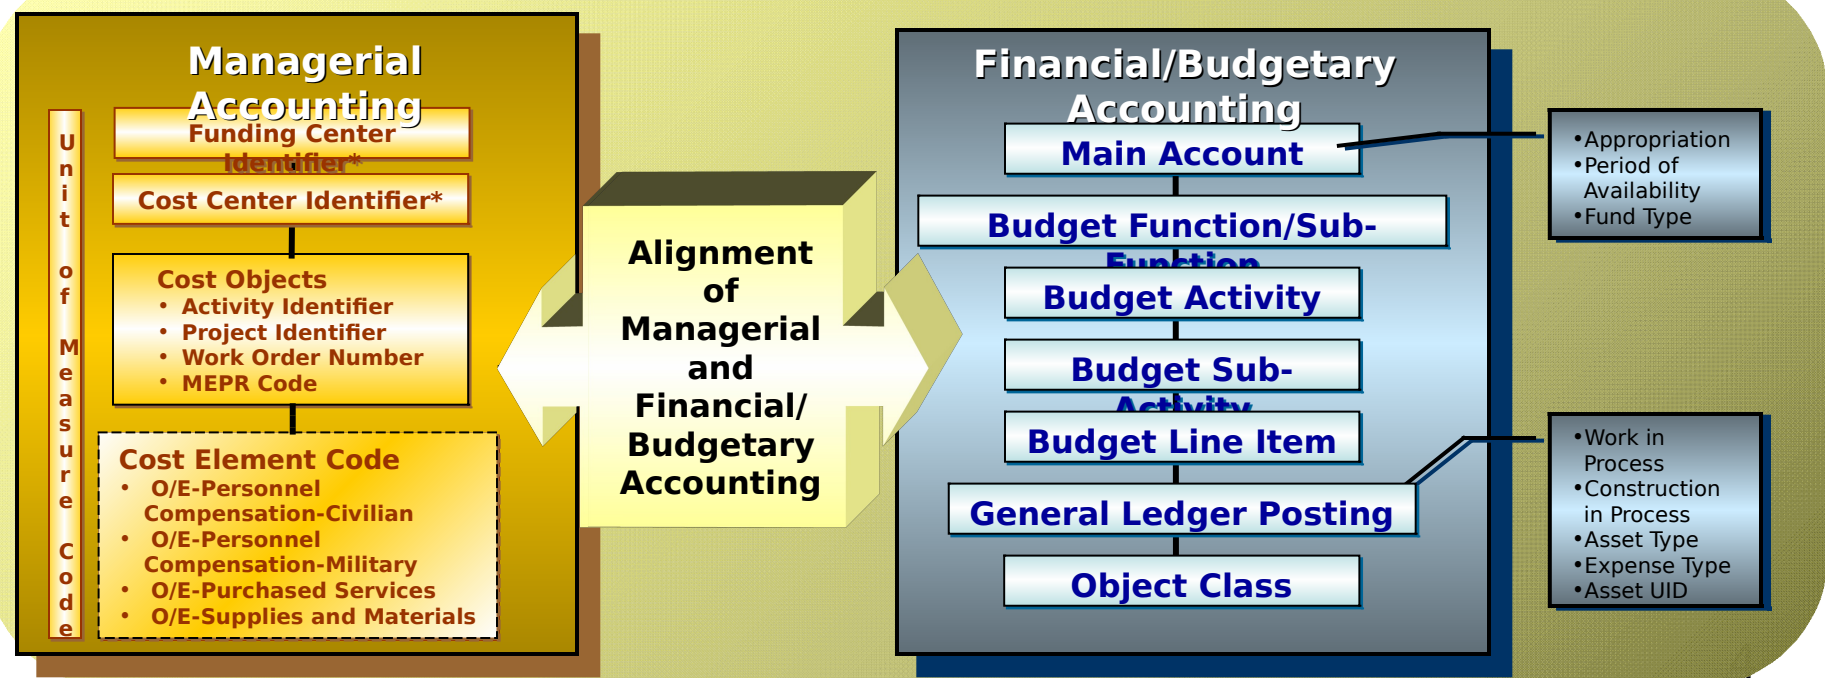 Managerial
Accounting
Unit of Measure Code
Funding Center
Identifier*
Cost Center Identifier*
Cost Objects
• Activity Identifier
• Project Identifier
• Work Order Number
• MEPR Code
Cost Element Code
• O/E-Personnel
Compensation-Civilian
• O/E-Personnel
Compensation-Military
• O/E-Purchased Services
• O/E-Supplies and Materials
Alignment
of
Managerial
and
Financial/
Budgetary
Accounting
Financial/Budgetary
Accounting
Main Account
Budget Function/Sub-
Function
Budget Activity
Budget Sub-
Activity
Budget Line Item
General Ledger Posting
Object Class
•Appropriation
•Period of
Availability
•Fund Type
•Work in
Process
•Construction
in Process
•Asset Type
•Expense Type
•Asset UID